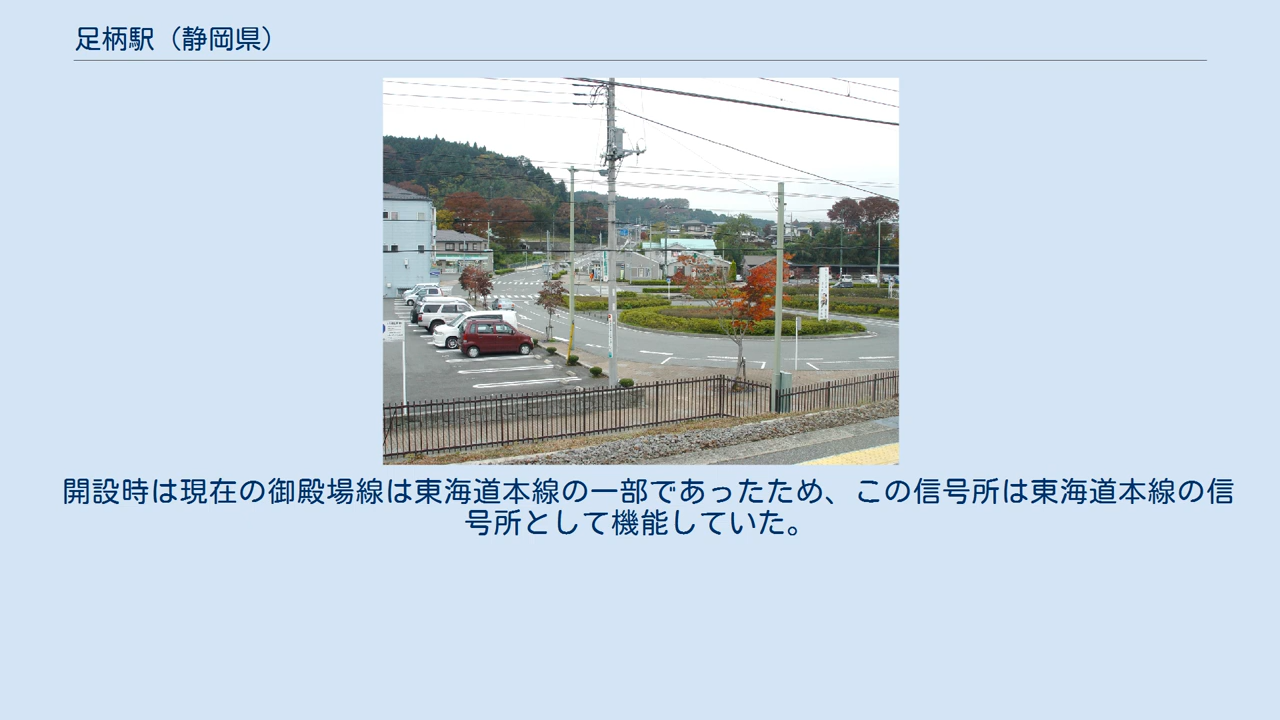 足柄駅（静岡県）
開設時は現在の御殿場線は東海道本線の一部であったため、この信号所は東海道本線の信
号所として機能していた。